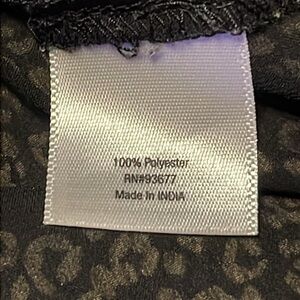 100% Polyester
RN#93677
Made In INDIA